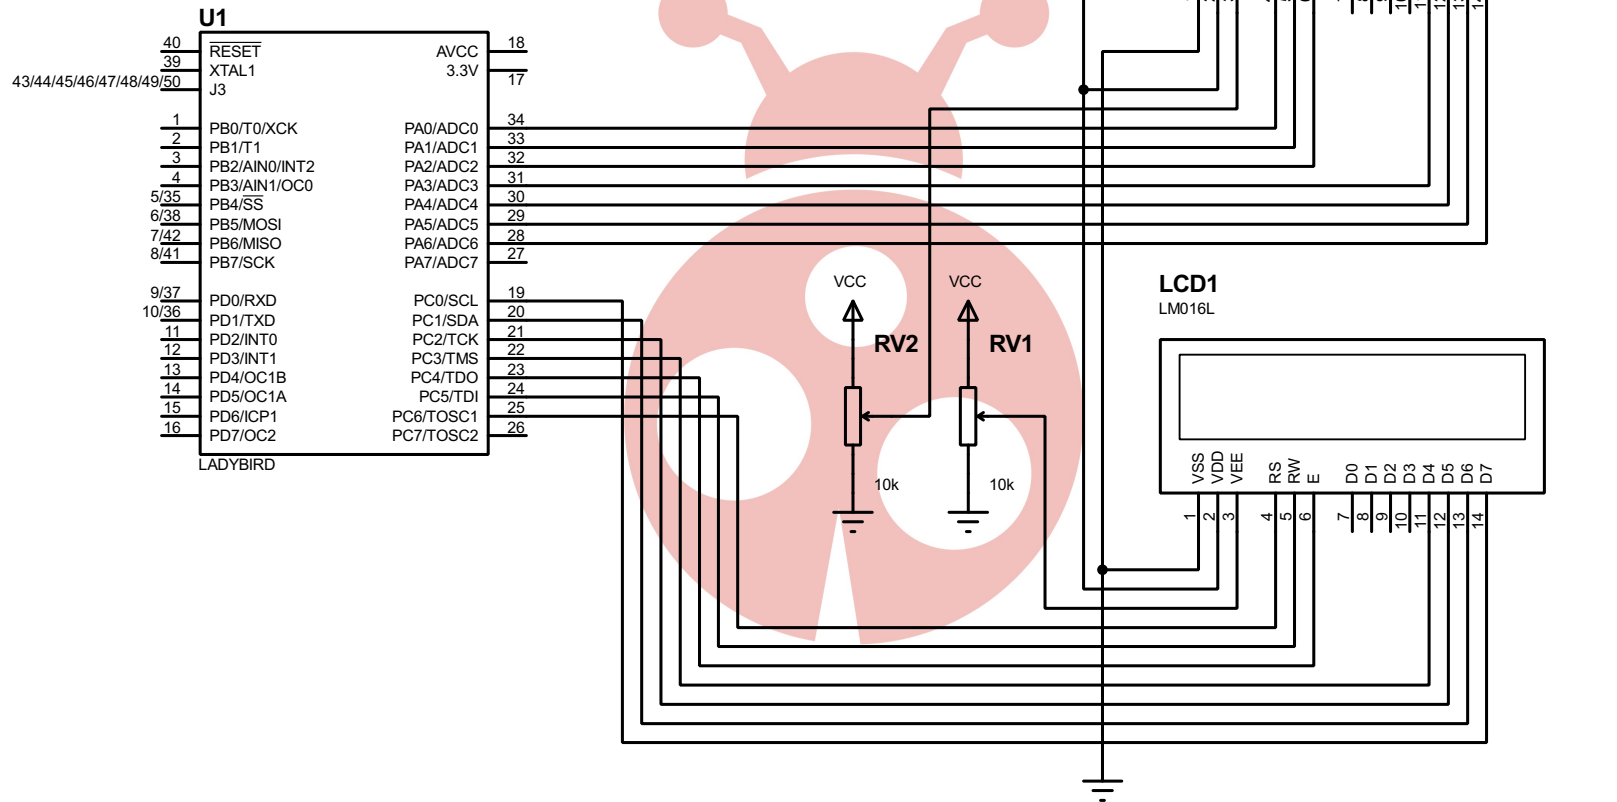 U1
40 RESET AVCC 18
39 XTAL1 3.3V 17
43/44/45/46/47/48/49/50 J3
1 PB0/T0/XCK PA0/ADC0 34
2 PB1/T1 PA1/ADC1 33
3 PB2/AIN0/INT2 PA2/ADC2 32
4 PB3/AIN1/OC0 PA3/ADC3 31
5/35 PB4/SS PA4/ADC4 30
6/38 PB5/MOSI PA5/ADC5 29
7/42 PB6/MISO PA6/ADC6 28
8/41 PB7/SCK PA7/ADC7 27
9/37 PD0/RXD PC0/SCL 19
10/36 PD1/TXD PC1/SDA 20
11 PD2/INT0 PC2/TCK 21
12 PD3/INT1 PC3/TMS 22
13 PD4/OC1B PC4/TDO 23
14 PD5/OC1A PC5/TDI 24
15 PD6/ICP1 PC6/TOSC1 25
16 PD7/OC2 PC7/TOSC2 26
LADYBIRD
VCC VCC
RV2 RV1
10k 10k
LCD1
LM016L
VSS VDD VEE RS RW E D0 D1 D2 D3 D4 D5 D6 D7
1 2 3 4 5 6 7 8 9 10 11 12 13 14